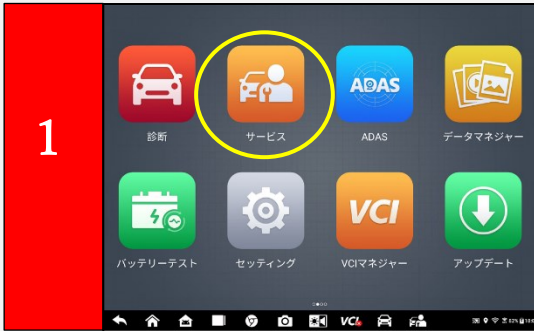 1
ADAS
診断
サービス
ADAS
データマネジャー
VCI
バッテリーテスト
セッティング
VCIマネジャー
アップデート
VCI